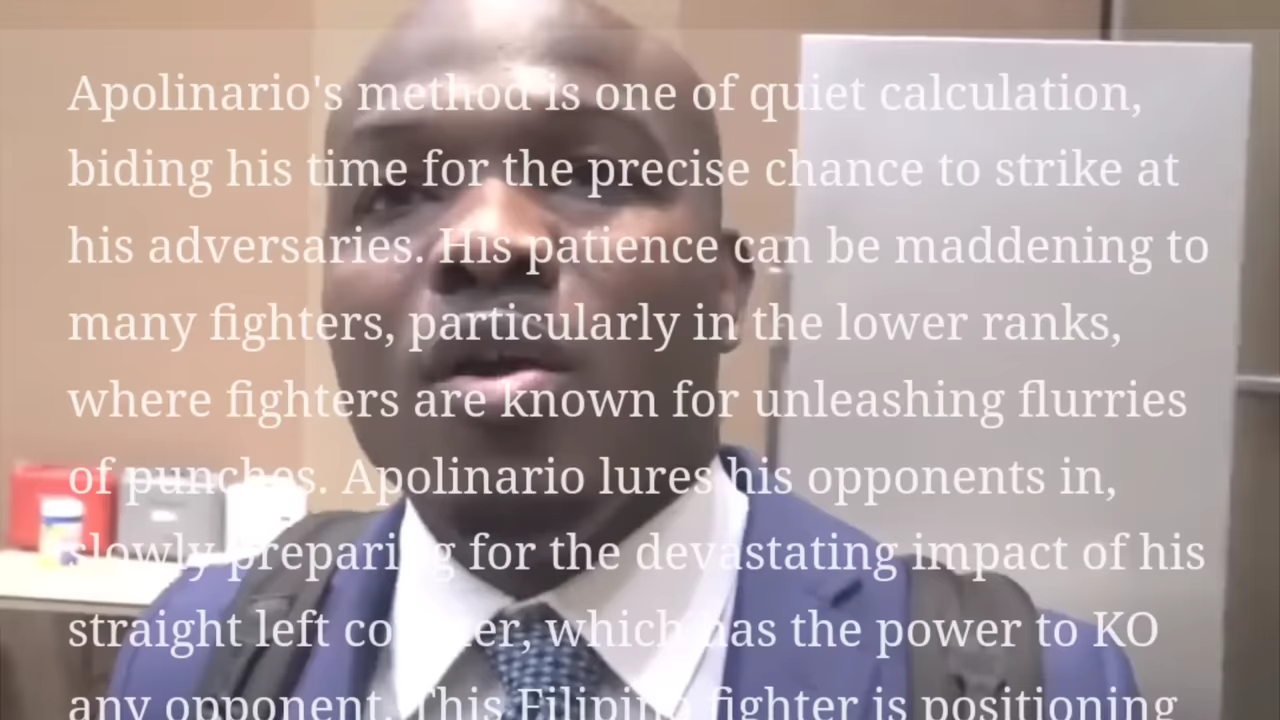 Apolinario's method is one of quiet calculation,
biding his time for the precise chance to strike at
his adversaries. His patience can be maddening to
many fighters, particularly in the lower ranks,
where fighters are known for unleashing flurries
of punches. Apolinario lures his opponents in,
slowly preparing for the devastating impact of his
straight left counter, which has the power to KO
any opponent. This Filipino fighter is positioning